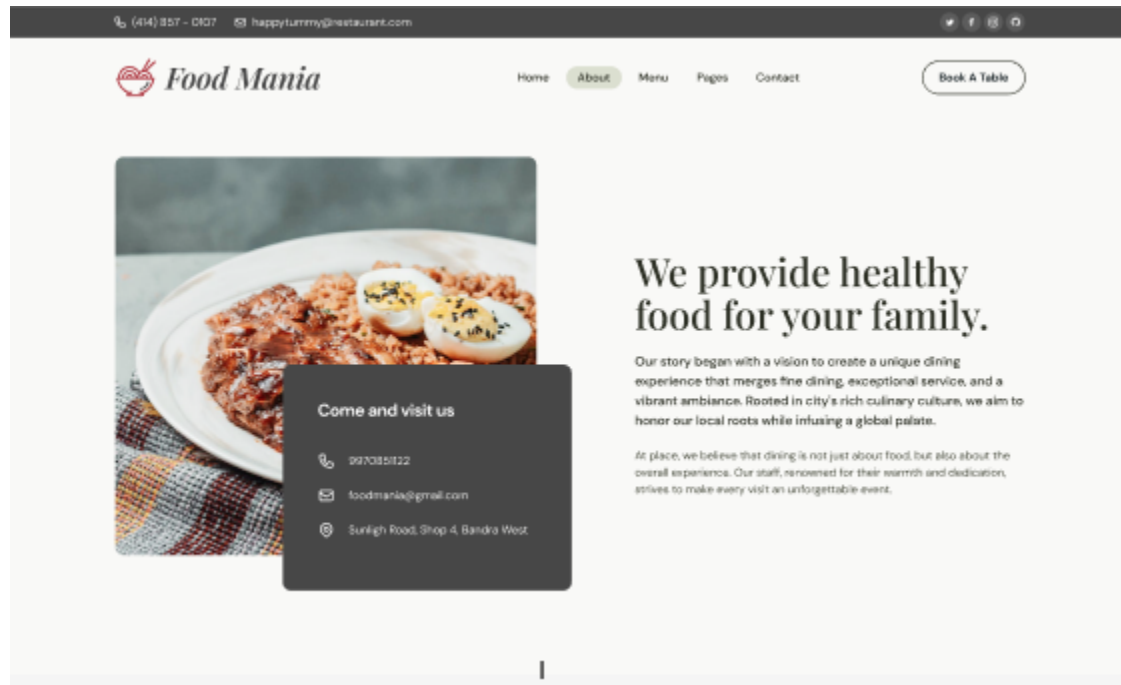 (414) 857 - 0107 happytummy@restaurant.com
Food Mania
Home About Menu Pages Contact
Book A Table
We provide healthy
food for your family.
Our story began with a vision to create a unique dining
experience that merges fine dining, exceptional service, and a
vibrant ambiance. Rooted in city's rich culinary culture, we aim to
honor our local roots while infusing a global palate.
At place, we believe that dining is not just about food, but also about the
overall experience. Our staff, renowned for their warmth and dedication,
strives to make every visit an unforgettable event.
Come and visit us
9970851122
foodmania@gmail.com
Sunligh Road, Shop 4, Bandra West